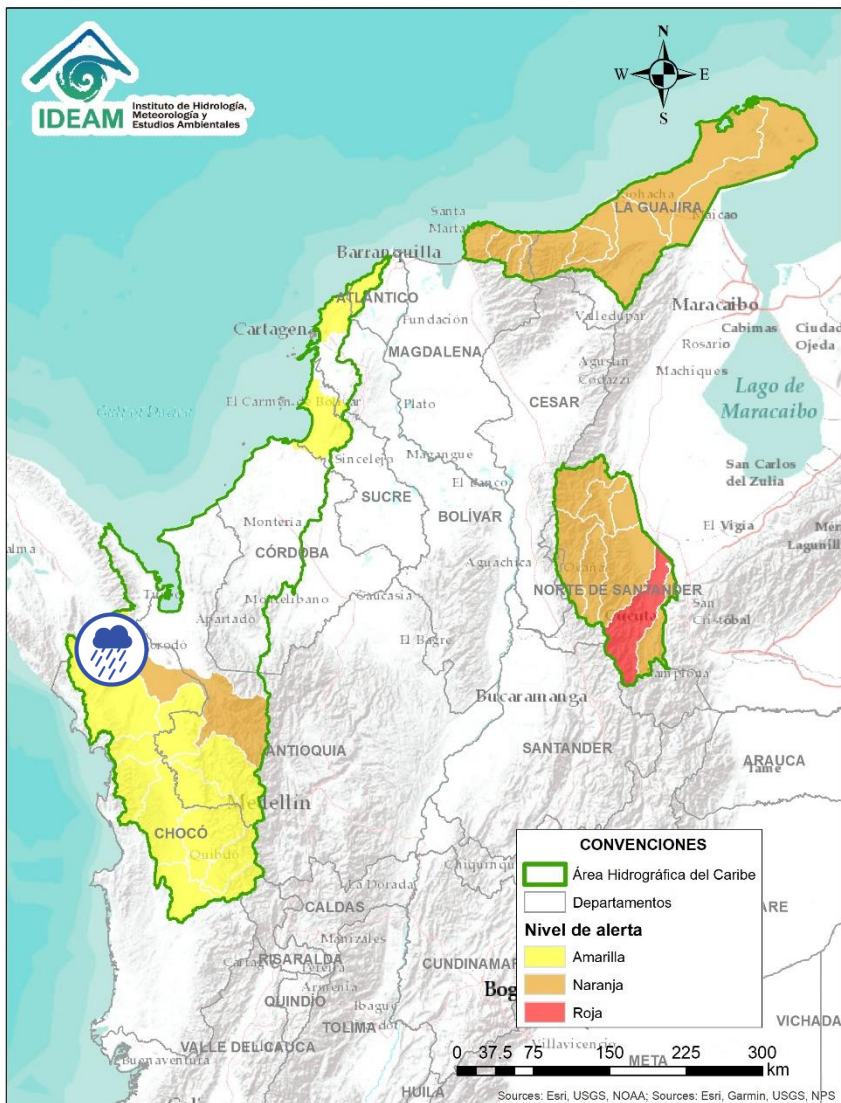 IDEAM
Instituto de Hidrología,
Meteorología y
Estudios Ambientales
N
W
E
S
Santa
Marta
LA GUAJIRA
Maicao
Barranquilla
ATLÁNTICO
Cartagena
Fundación
Valledupar
Maracaibo
Cabimas
Ciudad
Ojeda
Rosario
MAGDALENA
Machiques
Agustín
Codazzi
Lago de
Maracaibo
CESAR
El Carmen de Bolívar
Plato
Sincelejo
Magangue
San Carlos
del Zulia
SUCRE
El Banco
BOLÍVAR
Montería
El Vigia
CÓRDOBA
Aguachica
Ocaña
NORTE DE SANTANDER
Montelibano
Caucasia
Apartado
Cúcuta
San
Cristóbal
El Bagre
Pamplona
Bucaramanga
ANTIOQUIA
SANTANDER
ARAUCA
Tame
Medellín
CHOCÓ
Quibdó
La Dorada
CALDAS
Manizales
RISARALDA
Pereira
Armenia
QUINDÍO
Ibague
TOLIMA
VALLE DEL CAUCA
Buenaventura
HUILA
Villavicencio
META
VICHADA
CONVENCIONES
Área Hidrográfica del Caribe
Departamentos
Nivel de alerta
Amarilla
Naranja
Roja
0 37.5 75 150 225 300
km
Sources: Esri, USGS, NOAA; Sources: Esri, Garmin, USGS, NPS